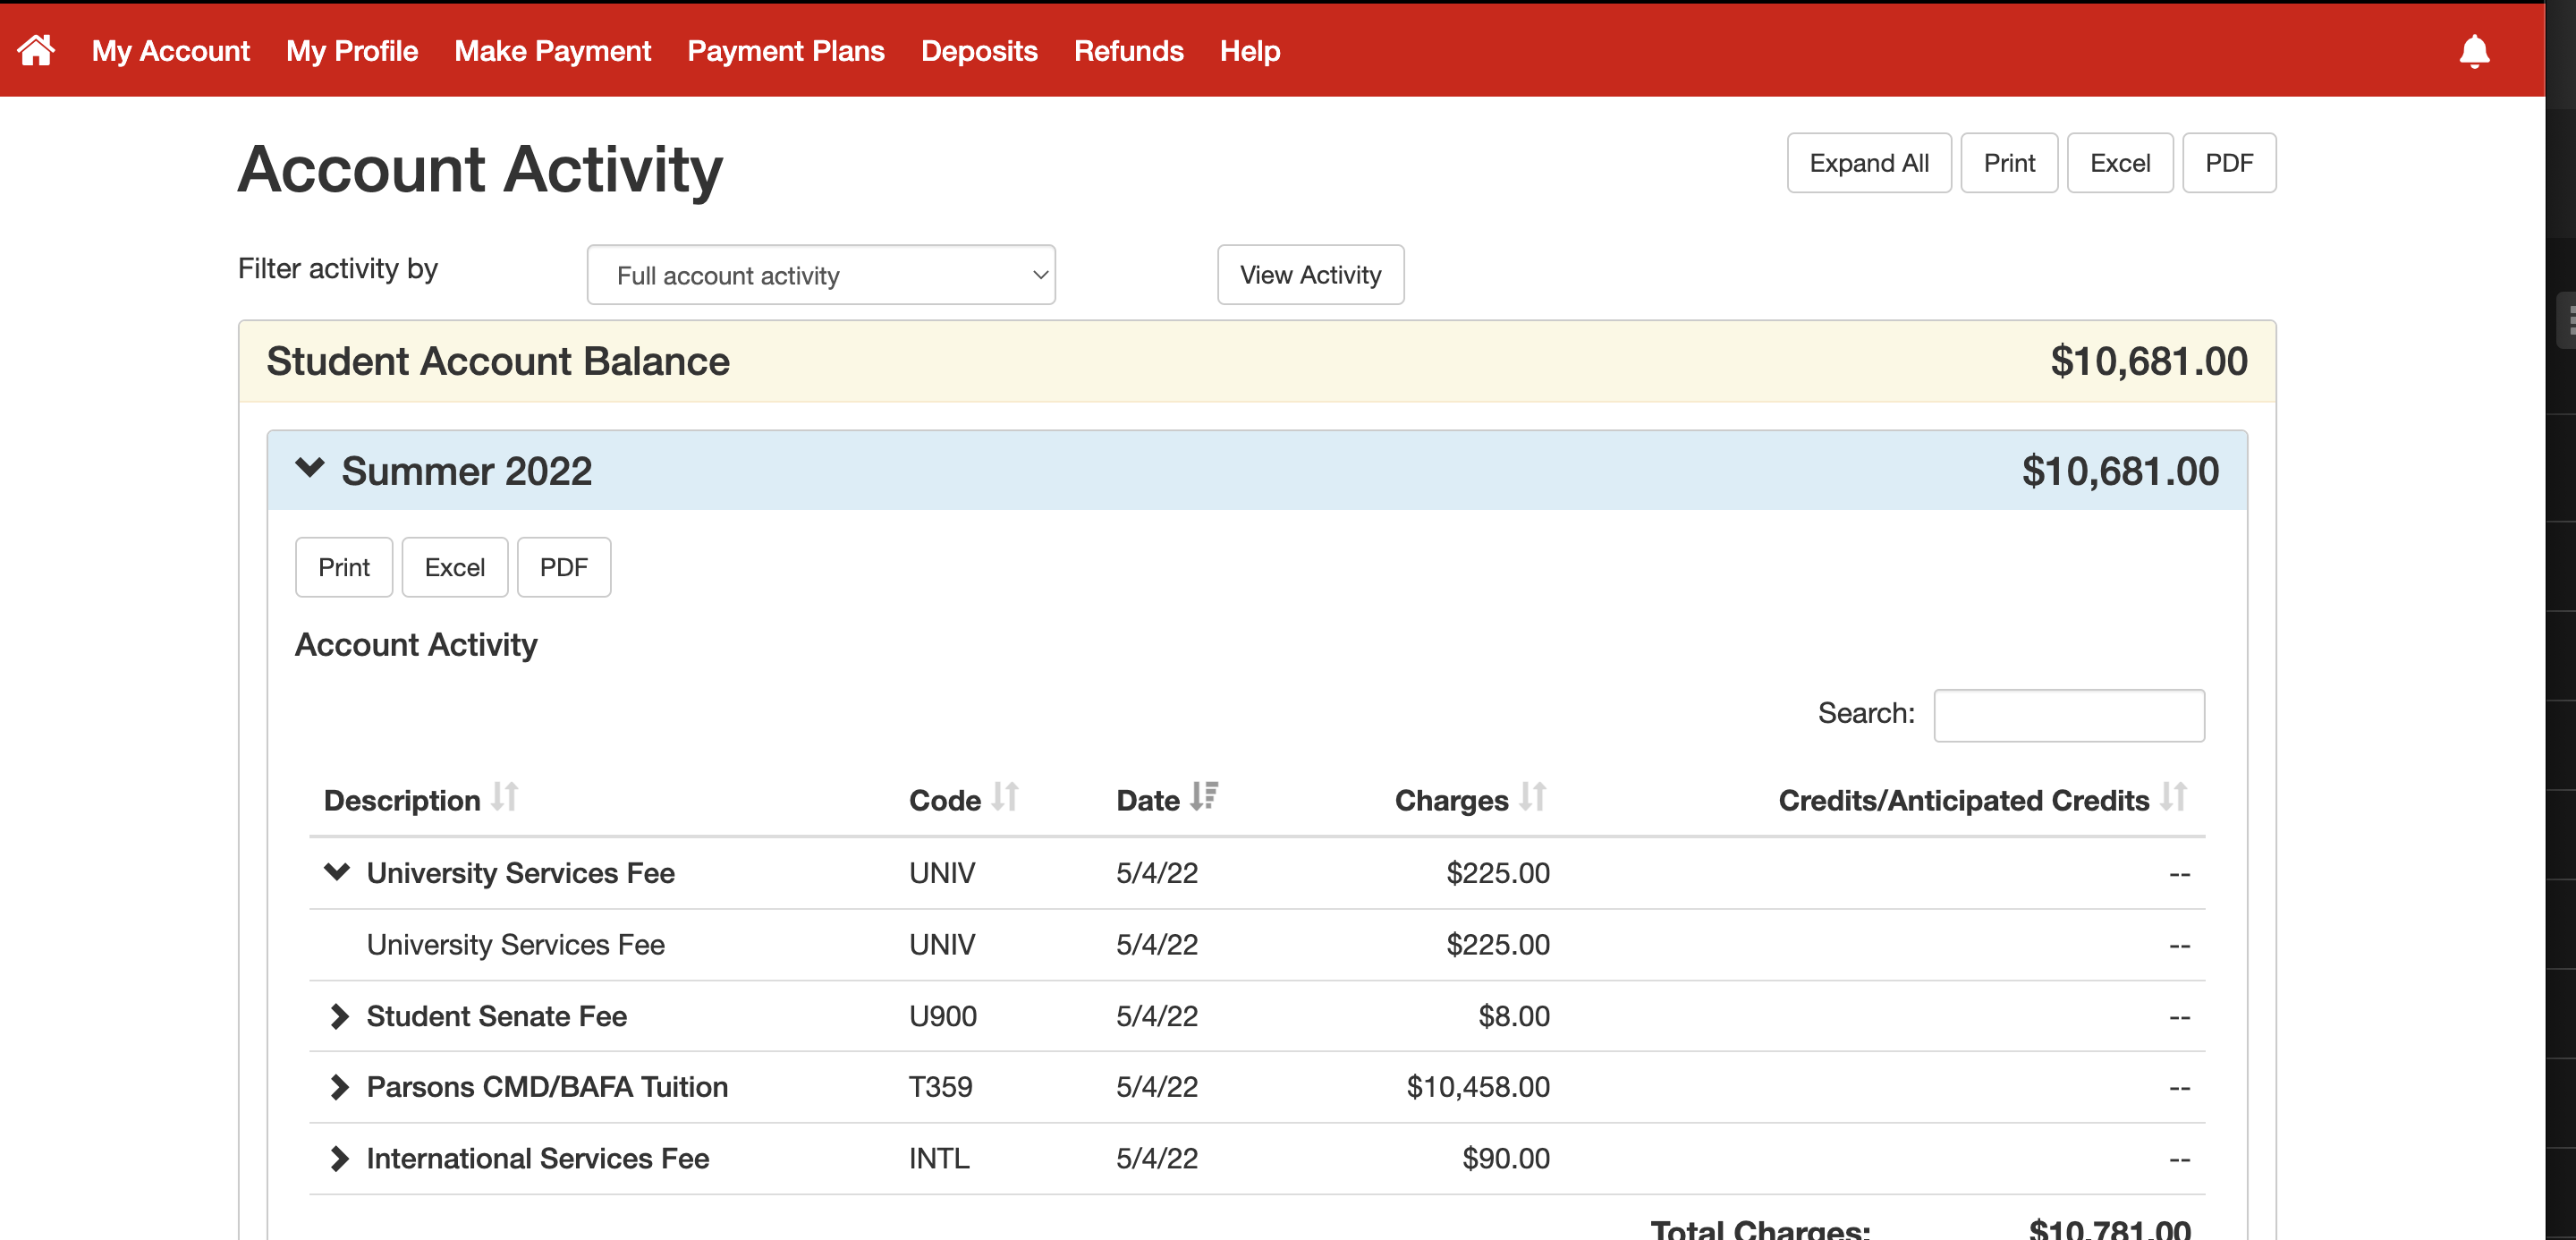 My Account My Profile Make Payment Payment Plans Deposits Refunds Help
Account Activity
Expand All Print Excel PDF
Filter activity by Full account activity View Activity
Student Account Balance $10,681.00
Summer 2022 $10,681.00
Print Excel PDF
Account Activity
Search:
Description Code Date Charges Credits/Anticipated Credits
University Services Fee UNIV 5/4/22 $225.00 --
University Services Fee UNIV 5/4/22 $225.00 --
Student Senate Fee U900 5/4/22 $8.00 --
Parsons CMD/BAFA Tuition T359 5/4/22 $10,458.00 --
International Services Fee INTL 5/4/22 $90.00 --
Total Charges: $10,781.00